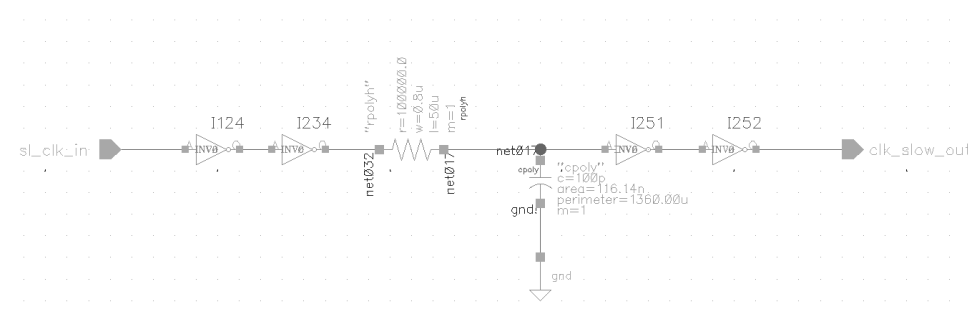 sl_clk_in
I124
A INV0 Q
I234
A INV0 Q
net032
"rpolyh"
r=100000.0
w=0.8u
l=50u
m=1
rpolyh
net017
net017
cpoly
"cpoly"
c=100p
area=116.14n
perimeter=1360.00u
m=1
gnd!
gnd
I251
A INV0 Q
I252
A INV0 Q
clk_slow_out